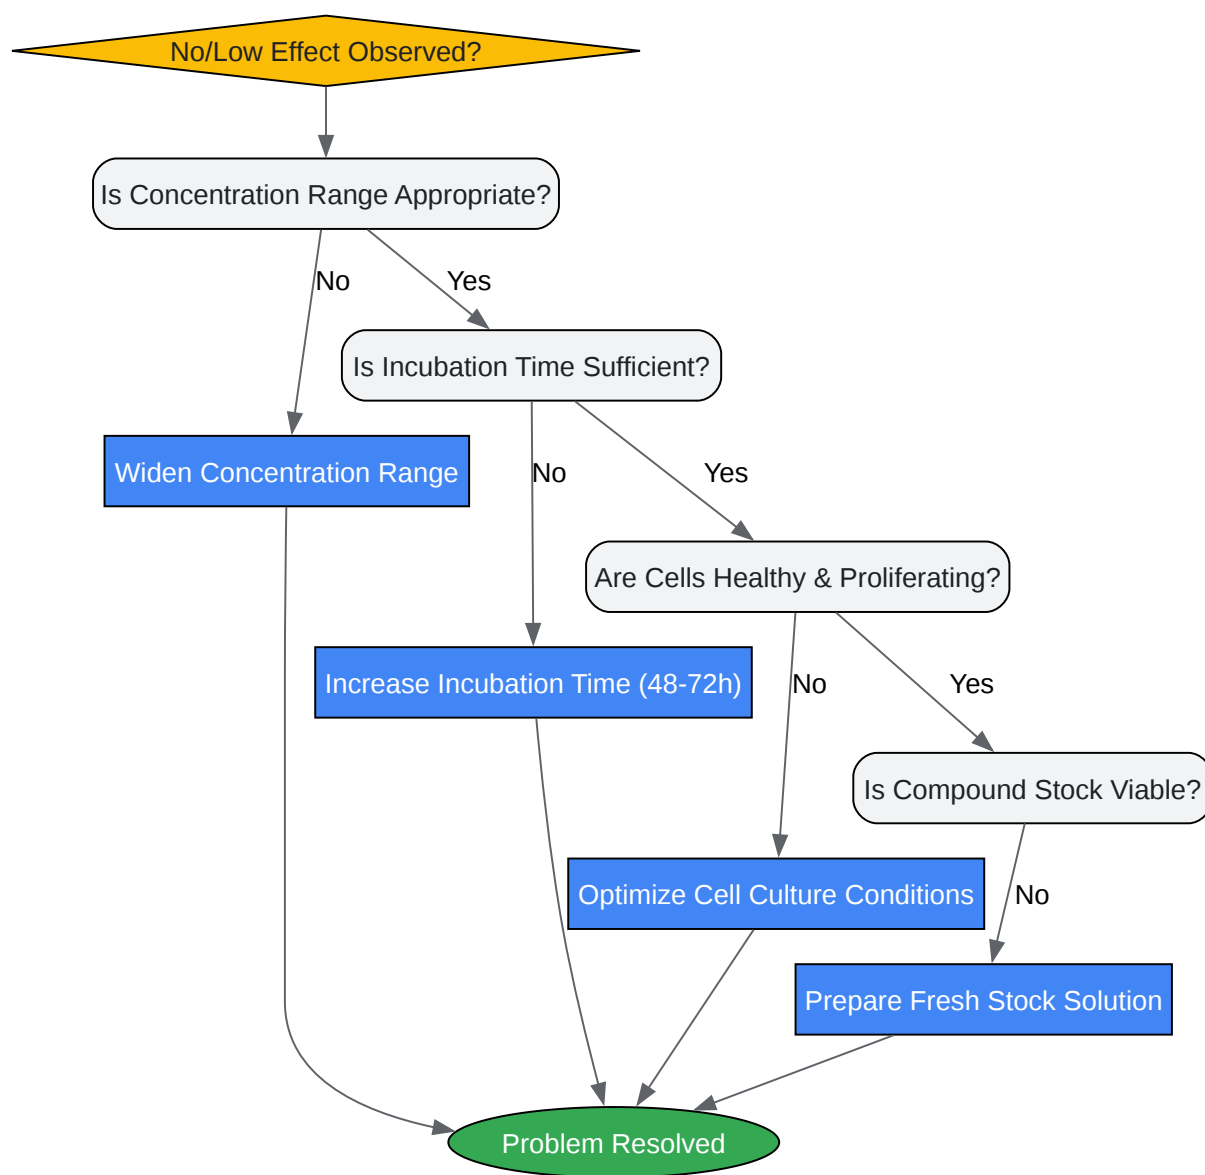 No/Low Effect Observed?
Is Concentration Range Appropriate?
No
Yes
Is Incubation Time Sufficient?
Widen Concentration Range
No
Yes
Are Cells Healthy & Proliferating?
Increase Incubation Time (48-72h)
No
Yes
Is Compound Stock Viable?
Optimize Cell Culture Conditions
No
Prepare Fresh Stock Solution
Problem Resolved